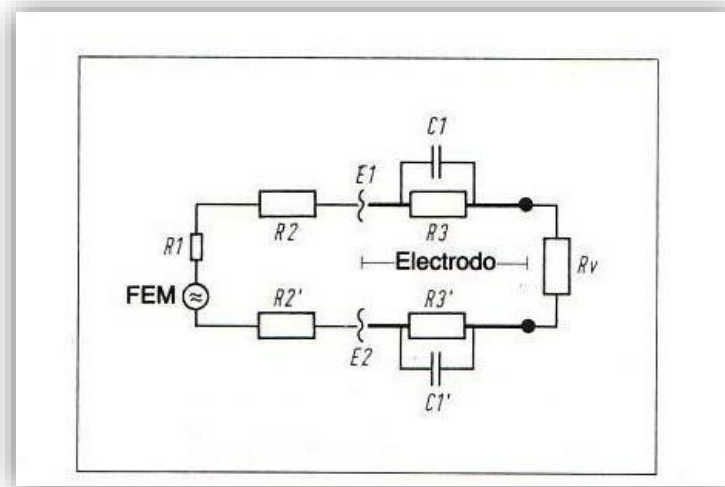 C1
E1
R2
R3
R1
Electrodo
Rv
FEM
R2'
R3'
E2
C1'